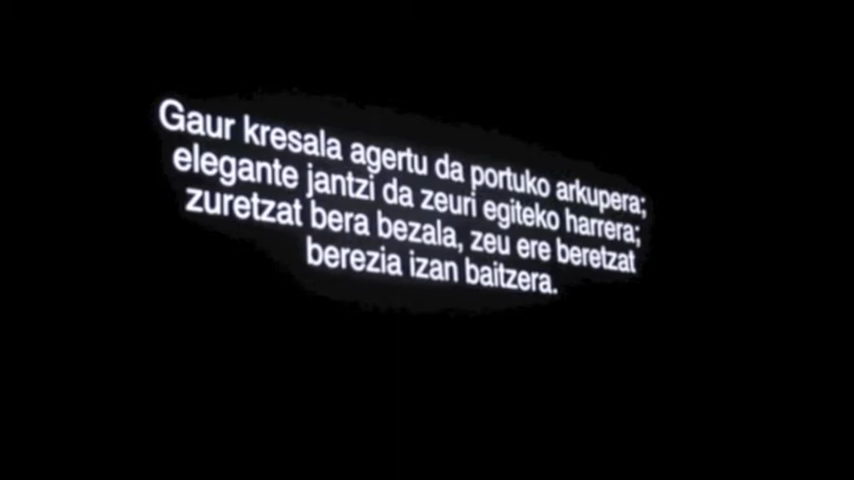 Gaur kresala agertu da portuko arkupera;
elegante jantzi da zeuri egiteko harrera;
zuretzat bera bezala, zeu ere beretzat
berezia izan baitzera.